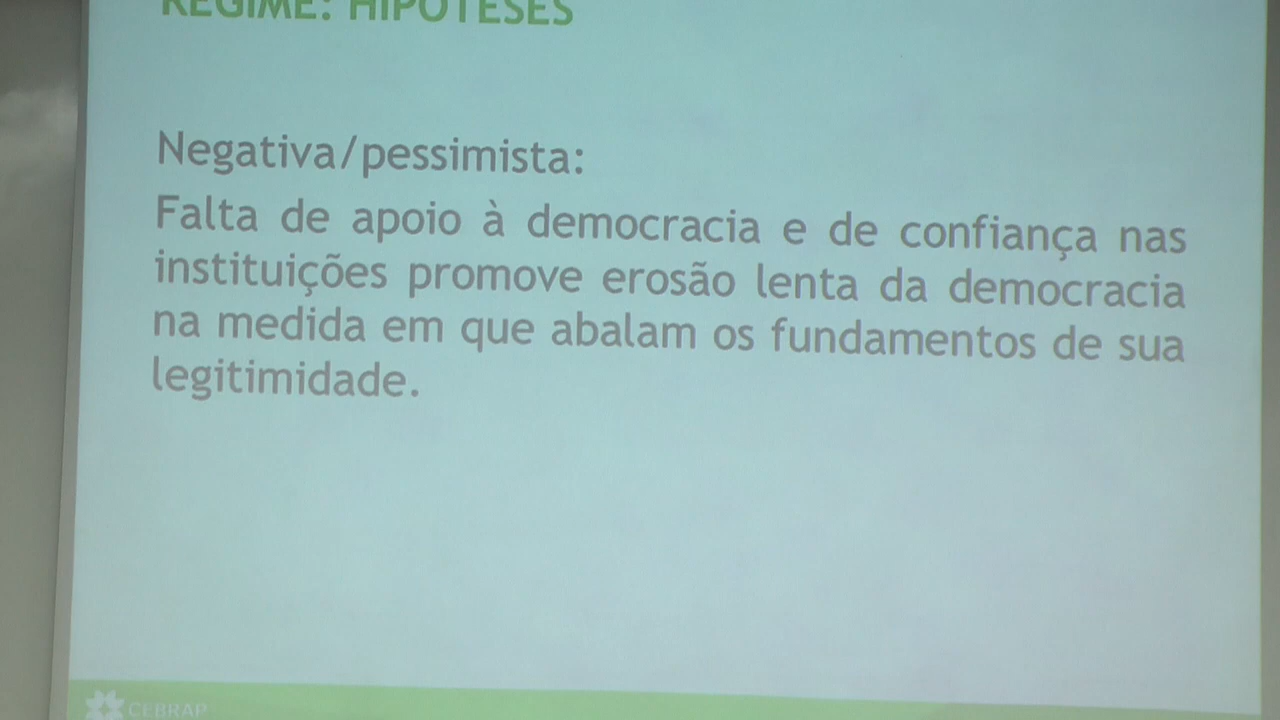 REGIME: HIPÓTESES
Negativa/pessimista:
Falta de apoio à democracia e de confiança nas
instituições promove erosão lenta da democracia
na medida em que abalam os fundamentos de sua
legitimidade.
CEBRAP